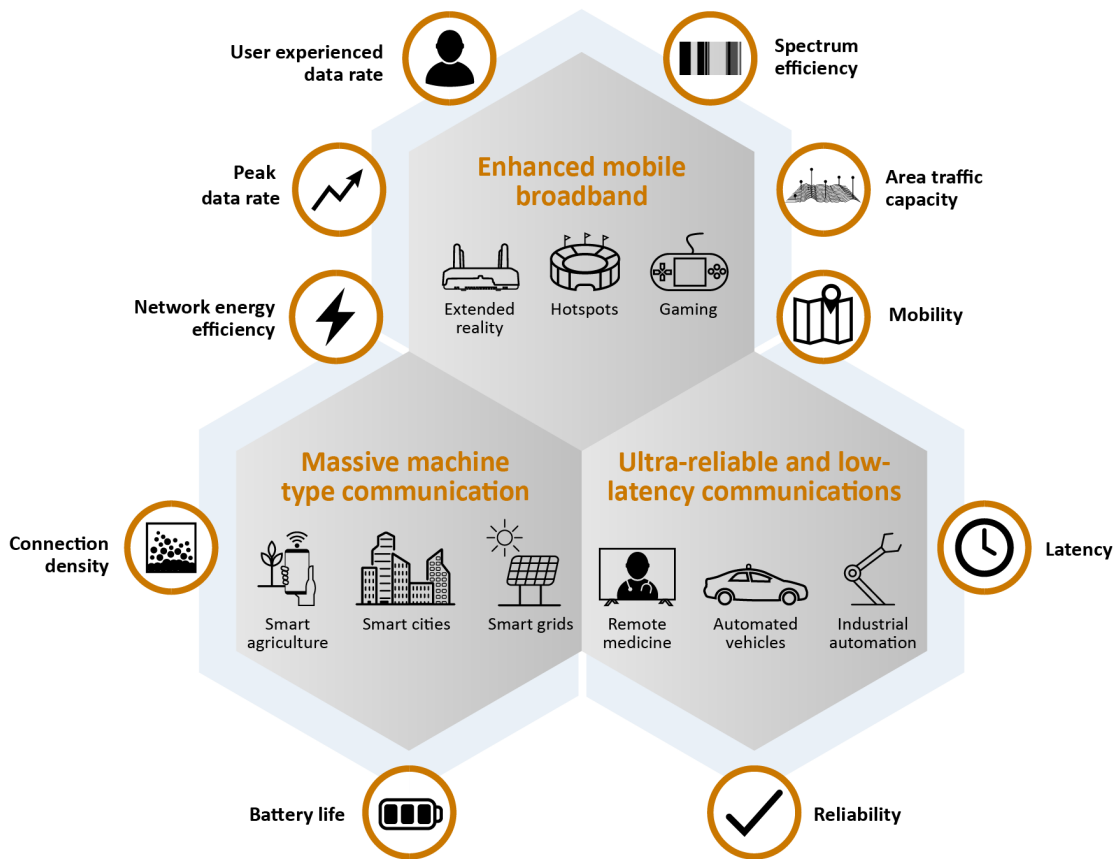 User experienced
data rate
Spectrum
efficiency
Peak
data rate
Enhanced mobile
broadband
Area traffic
capacity
Network energy
efficiency
Extended
reality
Hotspots
Gaming
Mobility
Massive machine
type communication
Ultra-reliable and low-
latency communications
Connection
density
Smart
agriculture
Smart cities
Smart grids
Remote
medicine
Automated
vehicles
Industrial
automation
Latency
Battery life
Reliability